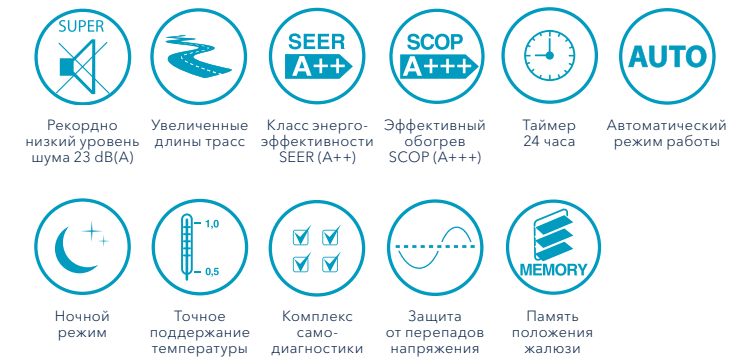 SUPER
Рекордно
низкий уровень
шума 23 dB(A)
Увеличенные
длины трасс
SEER
A++
Класс энерго-
эффективности
SEER (A++)
SCOP
A+++
Эффективный
обогрев
SCOP (A+++)
Таймер
24 часа
AUTO
Автоматический
режим работы
Ночной
режим
1,0
0,5
Точное
поддержание
температуры
Комплекс
само-
диагностики
Защита
от перепадов
напряжения
MEMORY
Память
положения
жалюзи